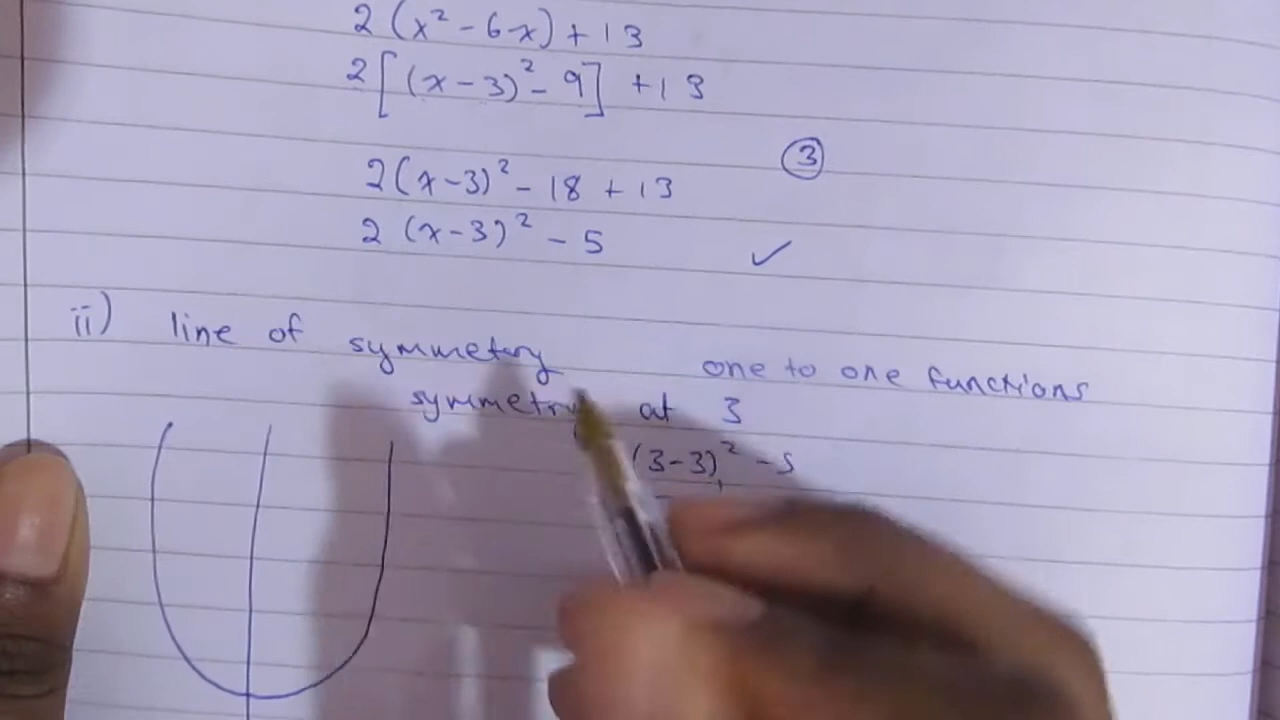 2(x² - 6x) + 13
2[(x - 3)² - 9] + 13
③
2(x - 3)² - 18 + 13
2(x - 3)² - 5 ✓
ii) line of symmetry one to one functions
symmetry at 3
(3-3)² - 5